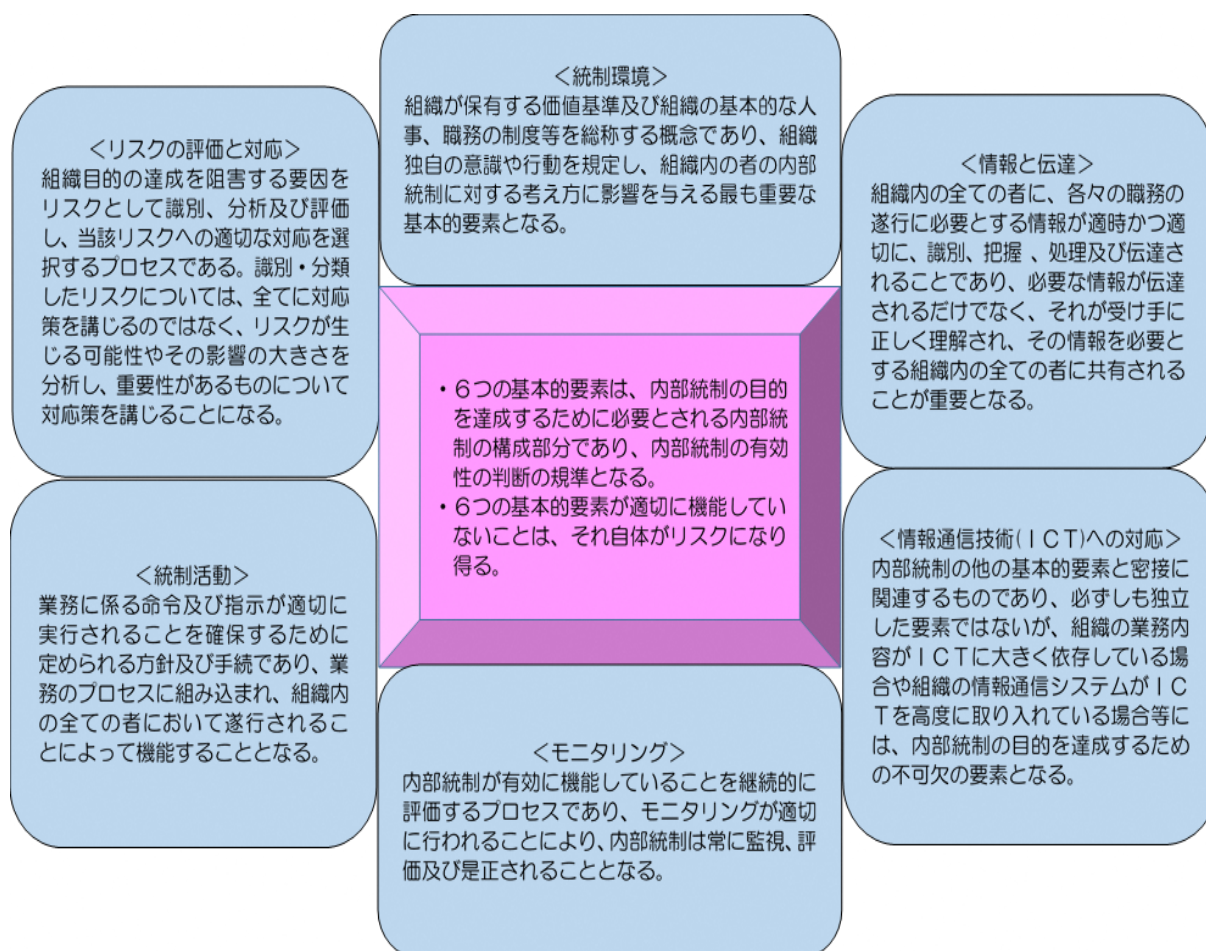 ＜統制環境＞
組織が保有する価値基準及び組織の基本的な人
事、職務の制度等を総称する概念であり、組織
独自の意識や行動を規定し、組織内の者の内部
統制に対する考え方に影響を与える最も重要な
基本的要素となる。
＜リスクの評価と対応＞
組織目的の達成を阻害する要因を
リスクとして識別、分析及び評価
し、当該リスクへの適切な対応を選
択するプロセスである。識別・分類
したリスクについては、全てに対応
策を講じるのではなく、リスクが生
じる可能性やその影響の大きさを
分析し、重要性があるものについて
対応策を講じることになる。
＜情報と伝達＞
組織内の全ての者に、各々の職務の
遂行に必要とする情報が適時かつ適
切に、識別、把握 、処理及び伝達さ
れることであり、必要な情報が伝達
されるだけでなく、それが受け手に
正しく理解され、その情報を必要と
する組織内の全ての者に共有される
ことが重要となる。
・６つの基本的要素は、内部統制の目的
を達成するために必要とされる内部統
制の構成部分であり、内部統制の有効
性の判断の規準となる。
・６つの基本的要素が適切に機能してい
ないことは、それ自体がリスクになり
得る。
＜統制活動＞
業務に係る命令及び指示が適切に
実行されることを確保するために
定められる方針及び手続であり、業
務のプロセスに組み込まれ、組織内
の全ての者において遂行されるこ
とによって機能することとなる。
＜情報通信技術(ＩＣＴ)への対応＞
内部統制の他の基本的要素と密接に
関連するものであり、必ずしも独立
した要素ではないが、組織の業務内
容がＩＣＴに大きく依存している場
合や組織の情報通信システムがＩＣ
Ｔを高度に取り入れている場合等に
は、内部統制の目的を達成するため
の不可欠の要素となる。
＜モニタリング＞
内部統制が有効に機能していることを継続的に
評価するプロセスであり、モニタリングが適切
に行われることにより、内部統制は常に監視、評
価及び是正されることとなる。